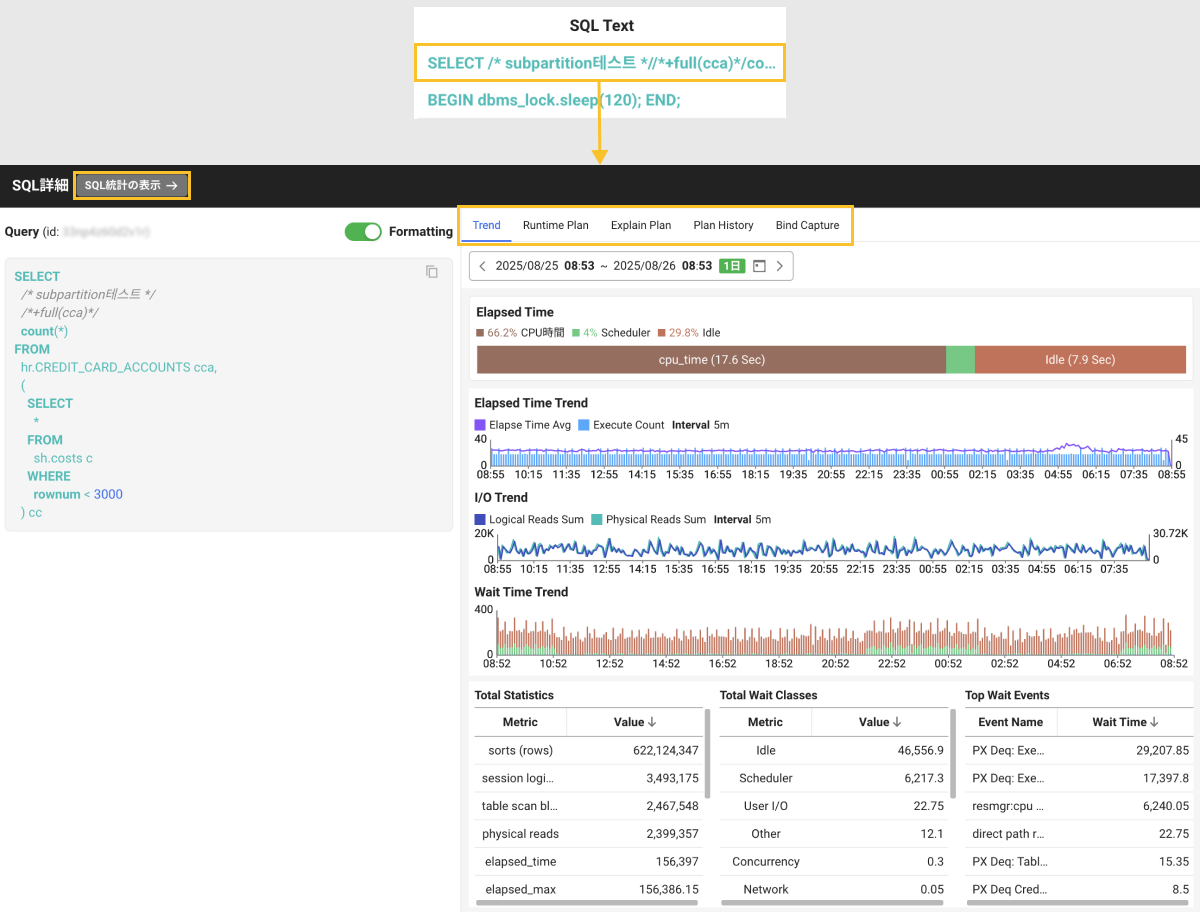 SQL Text
SELECT /* subpartition테스트 *//*+full(cca)*/co...
BEGIN dbms_lock.sleep(120); END;
SQL詳細 SQL統計の表示 →
Query (id:
Formatting
SELECT
/* subpartition테스트 */
/*+full(cca)*/
count(*)
FROM
hr.CREDIT_CARD_ACCOUNTS cca,
(
SELECT
*
FROM
sh.costs c
WHERE
rownum < 3000
) cc
Trend Runtime Plan Explain Plan Plan History Bind Capture
2025/08/25 08:53 ~ 2025/08/26 08:53 1日
Elapsed Time
66.2% CPU時間 4% Scheduler 29.8% Idle
cpu_time (17.6 Sec) Idle (7.9 Sec)
Elapsed Time Trend
Elapse Time Avg Execute Count Interval 5m
40 45
0 0
08:55 10:15 11:35 12:55 14:15 15:35 16:55 18:15 19:35 20:55 22:15 23:35 00:55 02:15 03:35 04:55 06:15 07:35 08:55
I/O Trend
Logical Reads Sum Physical Reads Sum Interval 5m
20K 30.72K
0 0
08:55 10:15 11:35 12:55 14:15 15:35 16:55 18:15 19:35 20:55 22:15 23:35 00:55 02:15 03:35 04:55 06:15 07:35
Wait Time Trend
400
0
08:52 10:52 12:52 14:52 16:52 18:52 20:52 22:52 00:52 02:52 04:52 06:52 08:52
Total Statistics
Metric Value ↓
sorts (rows) 622,124,347
session logi... 3,493,175
table scan bl... 2,467,548
physical reads 2,399,357
elapsed_time 156,397
elapsed_max 156,386.15
Total Wait Classes
Metric Value ↓
Idle 46,556.9
Scheduler 6,217.3
User I/O 22.75
Other 12.1
Concurrency 0.3
Network 0.05
Top Wait Events
Event Name Wait Time ↓
PX Deq: Exe... 29,207.85
PX Deq: Exe... 17,397.8
resmgr:cpu ... 6,240.05
direct path r... 22.75
PX Deq: Tabl... 15.35
PX Deq Cred... 8.5